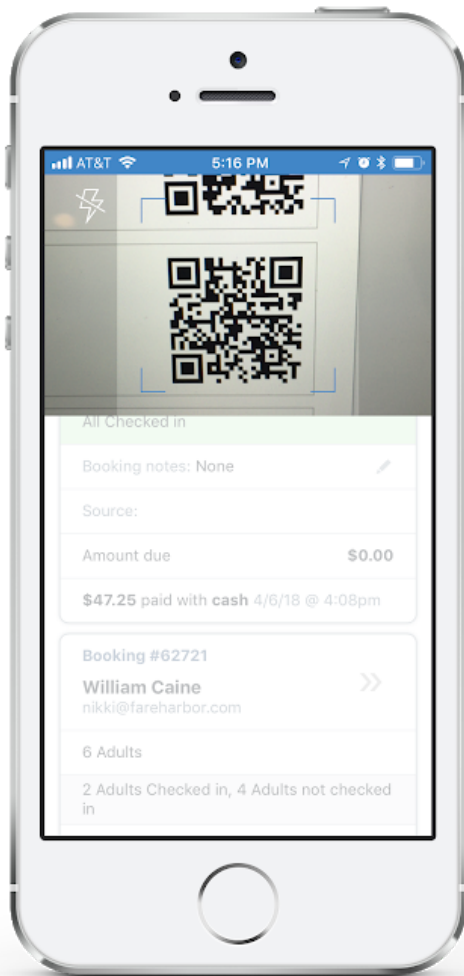 AT&T 5:16 PM
All Checked in
Booking notes: None
Source:
Amount due $0.00
$47.25 paid with cash 4/6/18 @ 4:08pm
Booking #62721
William Caine
nikki@fareharbor.com
6 Adults
2 Adults Checked in, 4 Adults not checked
in